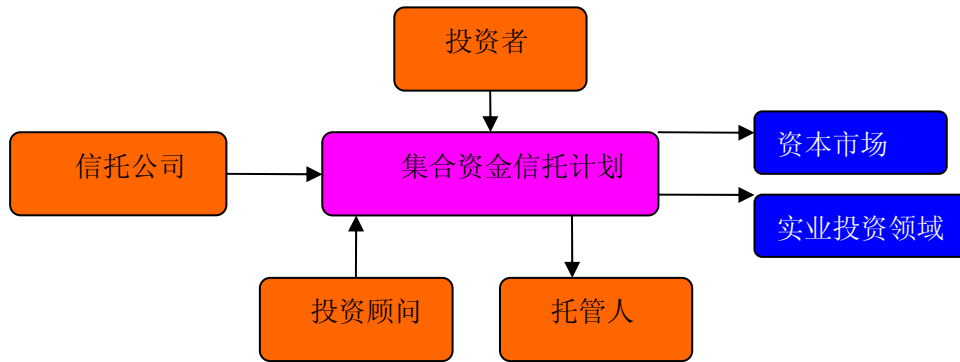 投资者
信托公司
集合资金信托计划
资本市场
实业投资领域
投资顾问
托管人